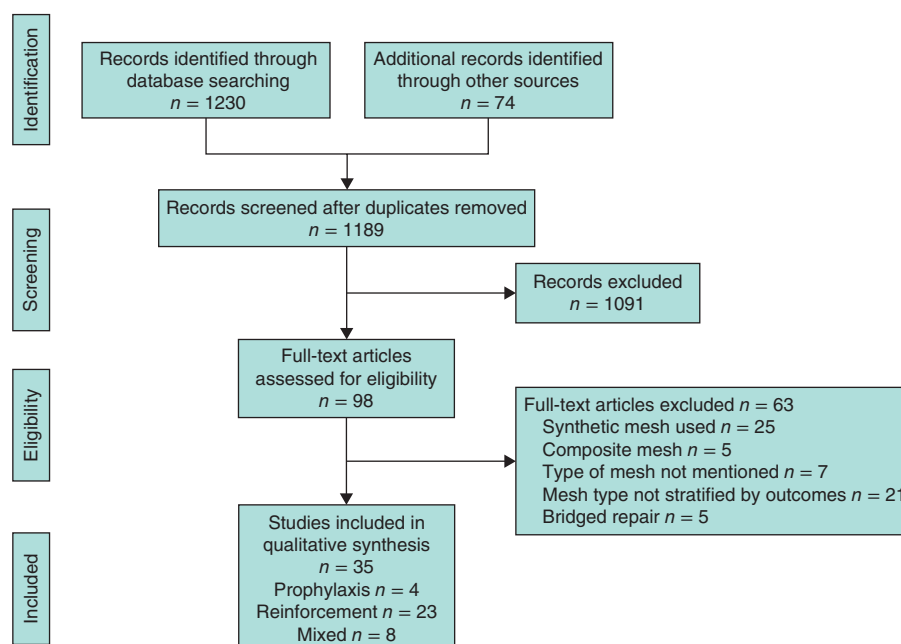 Identification
Records identified through
database searching
n = 1230
Additional records identified
through other sources
n = 74
Screening
Records screened after duplicates removed
n = 1189
Records excluded
n = 1091
Eligibility
Full-text articles
assessed for eligibility
n = 98
Full-text articles excluded n = 63
Synthetic mesh used n = 25
Composite mesh n = 5
Type of mesh not mentioned n = 7
Mesh type not stratified by outcomes n = 21
Bridged repair n = 5
Included
Studies included in
qualitative synthesis
n = 35
Prophylaxis n = 4
Reinforcement n = 23
Mixed n = 8